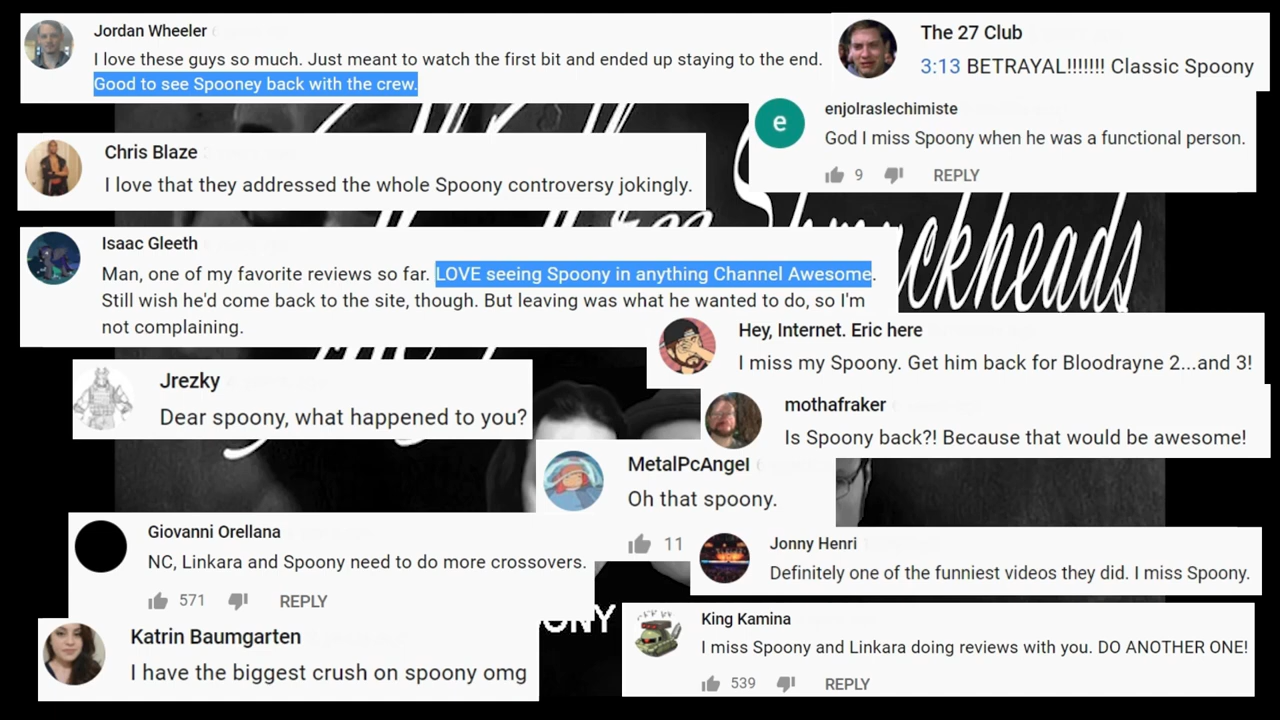 Jordan Wheeler
I love these guys so much. Just meant to watch the first bit and ended up staying to the end.
Good to see Spooney back with the crew.
The 27 Club
3:13 BETRAYAL!!!!!!! Classic Spoony
enjolraslechimiste
God I miss Spoony when he was a functional person.
9 REPLY
Chris Blaze
I love that they addressed the whole Spoony controversy jokingly.
Isaac Gleeth
Man, one of my favorite reviews so far. LOVE seeing Spoony in anything Channel Awesome.
Still wish he'd come back to the site, though. But leaving was what he wanted to do, so I'm
not complaining.
Hey, Internet. Eric here
I miss my Spoony. Get him back for Bloodrayne 2...and 3!
Jrezky
Dear spoony, what happened to you?
mothafraker
Is Spoony back?! Because that would be awesome!
MetalPcAngel
Oh that spoony.
11
Giovanni Orellana
NC, Linkara and Spoony need to do more crossovers.
571 REPLY
Jonny Henri
Definitely one of the funniest videos they did. I miss Spoony.
Katrin Baumgarten
I have the biggest crush on spoony omg
King Kamina
I miss Spoony and Linkara doing reviews with you. DO ANOTHER ONE!
539 REPLY